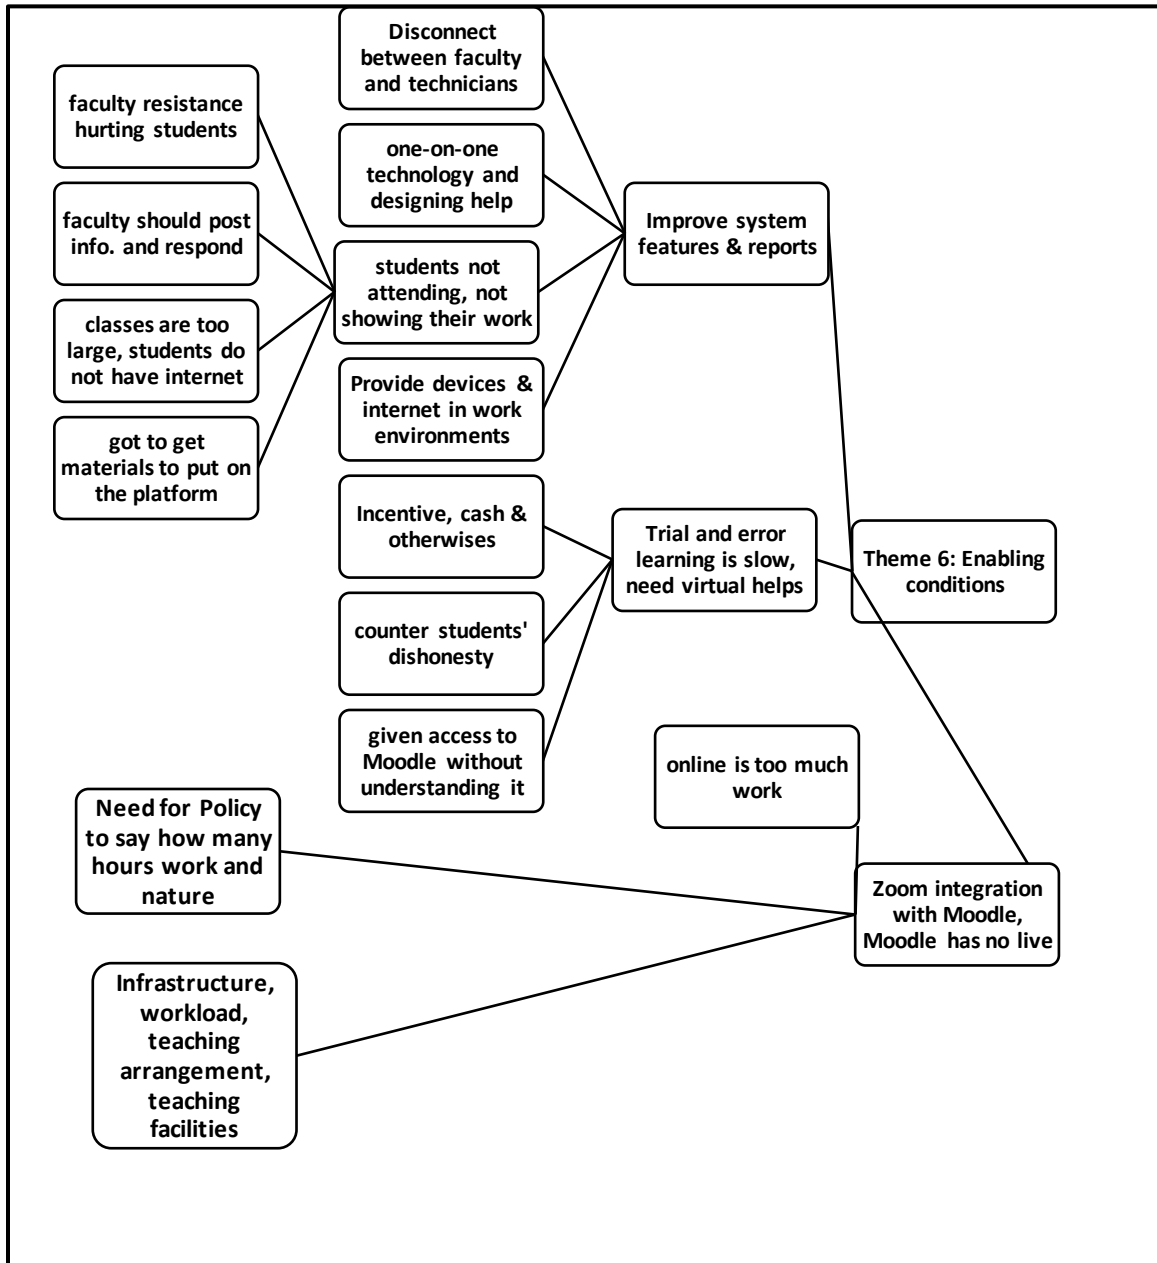 faculty resistance
hurting students
faculty should post
info. and respond
classes are too
large, students do
not have internet
got to get
materials to put on
the platform
Disconnect
between faculty
and technicians
one-on-one
technology and
designing help
students not
attending, not
showing their work
Provide devices &
internet in work
environments
Incentive, cash &
otherwises
counter students'
dishonesty
given access to
Moodle without
understanding it
Improve system
features & reports
Trial and error
learning is slow,
need virtual helps
Theme 6: Enabling
conditions
online is too much
work
Need for Policy
to say how many
hours work and
nature
Zoom integration
with Moodle,
Moodle has no live
Infrastructure,
workload,
teaching
arrangement,
teaching
facilities